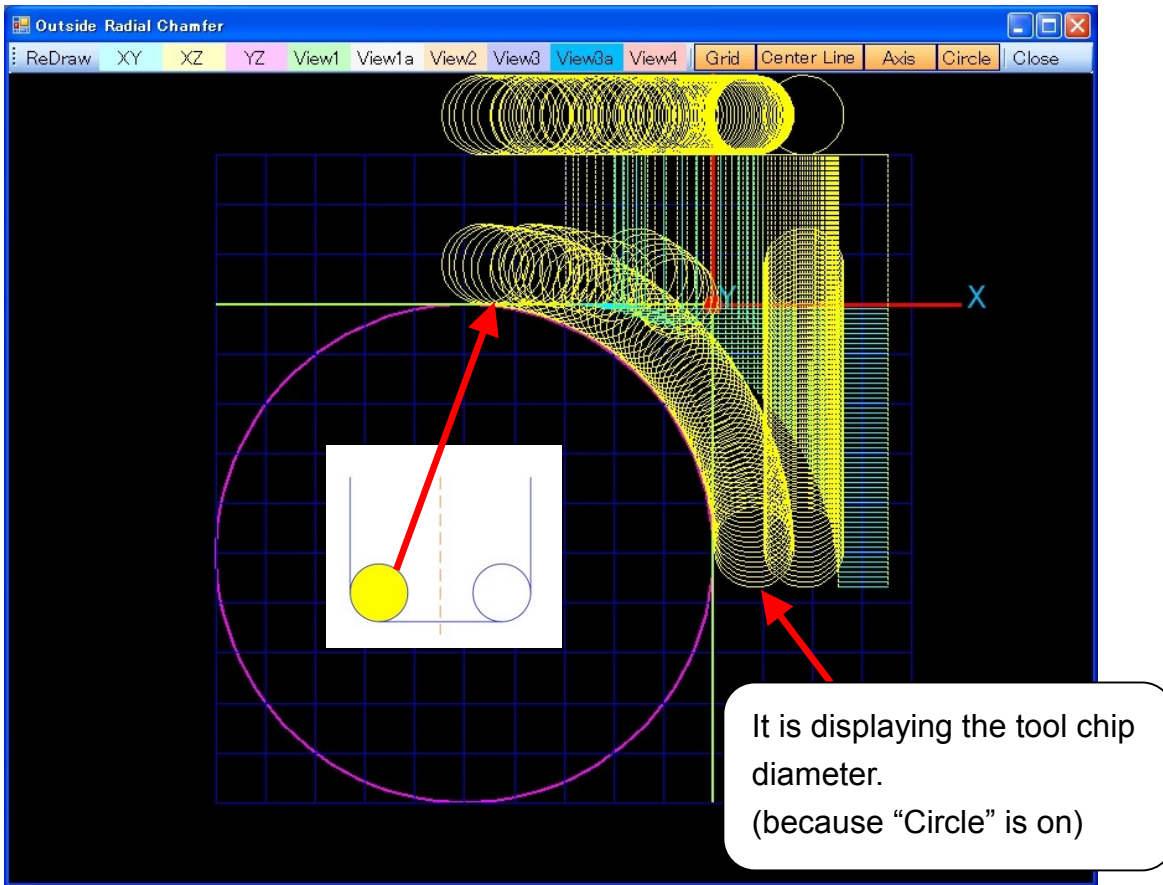 Outside Radial Chamfer
ReDraw XY XZ YZ View1 View1a View2 View3 View3a View4 Grid Center Line Axis Circle Close
X
Y
It is displaying the tool chip
diameter.
(because “Circle” is on)